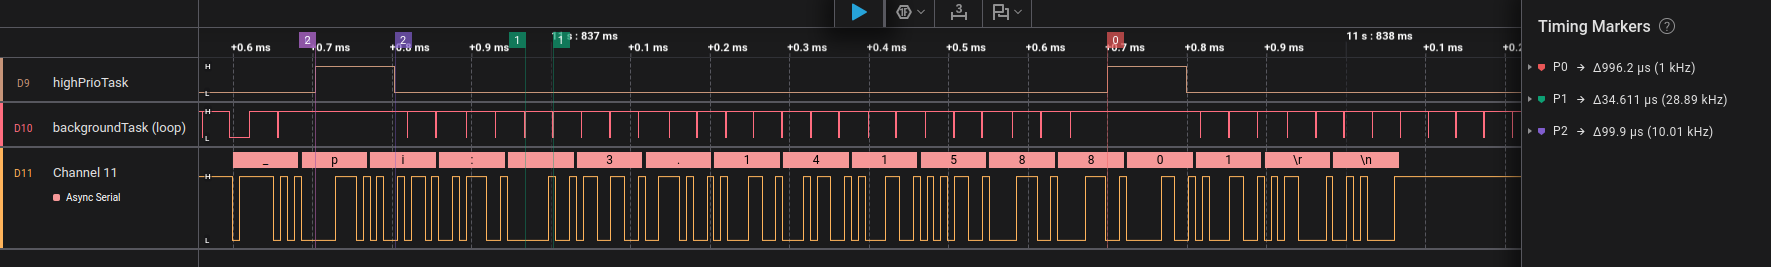 3
Timing Markers ?
2 2 1 1 11 s : 837 ms 0 11 s : 838 ms
+0.6 ms +0.7 ms +0.8 ms +0.9 ms +0.1 ms +0.2 ms +0.3 ms +0.4 ms +0.5 ms +0.6 ms +0.7 ms +0.8 ms +0.9 ms +0.1 ms
P0 → Δ996.2 µs (1 kHz)
D9 highPrioTask H L
P1 → Δ34.611 µs (28.89 kHz)
D10 backgroundTask (loop) H L
P2 → Δ99.9 µs (10.01 kHz)
_ p i : 3 . 1 4 1 5 8 8 0 1 \r \n
D11 Channel 11 H L
Async Serial